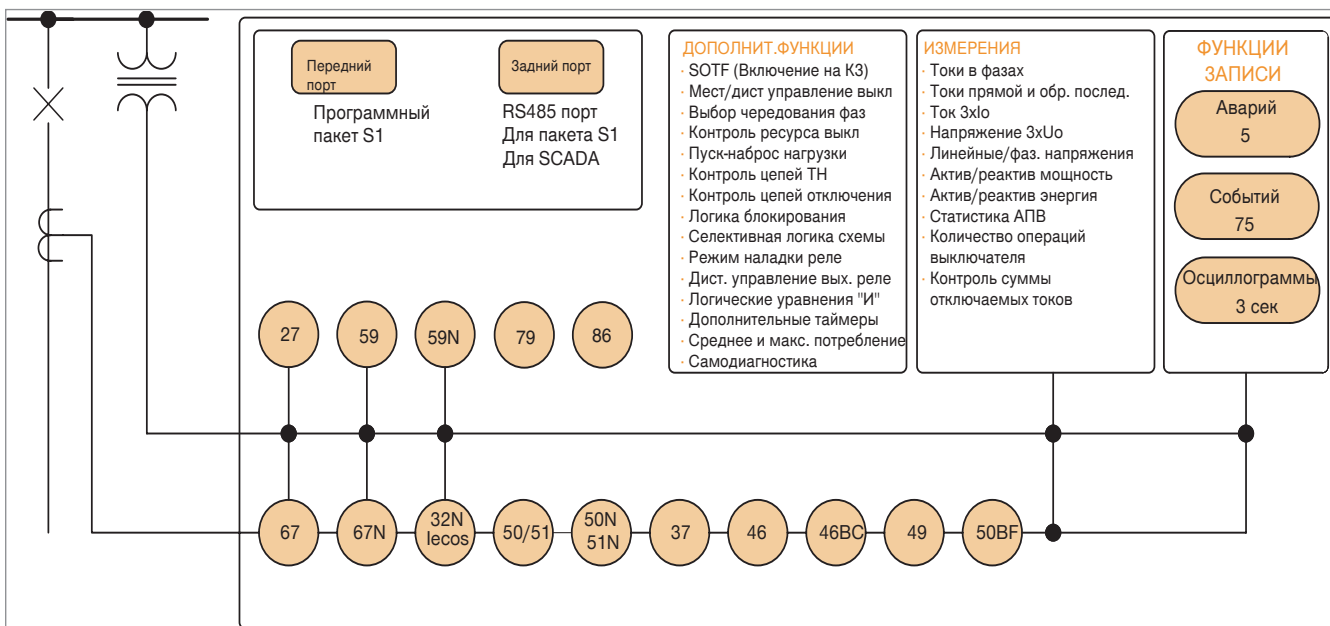 Передний
порт
Программный
пакет S1
Задний порт
RS485 порт
Для пакета S1
Для SCADA
ДОПОЛНИТ.ФУНКЦИИ
· SOTF (Включение на КЗ)
· Мест/дист управление выкл
· Выбор чередования фаз
· Контроль ресурса выкл
· Пуск-наброс нагрузки
· Контроль цепей ТН
· Контроль цепей отключения
· Логика блокирования
· Селективная логика схемы
· Режим наладки реле
· Дист. управление вых. реле
· Логические уравнения "И"
· Дополнительные таймеры
· Среднее и макс. потребление
· Самодиагностика
ИЗМЕРЕНИЯ
· Токи в фазах
· Токи прямой и обр. послед.
· Ток 3xIo
· Напряжение 3xUo
· Линейные/фаз. напряжения
· Актив/реактив мощность
· Актив/реактив энергия
· Статистика АПВ
· Количество операций
выключателя
· Контроль суммы
отключаемых токов
ФУНКЦИИ
ЗАПИСИ
Аварий
5
Событий
75
Осциллограммы
3 сек
27
59
59N
79
86
67
67N
32N
Iecos
50/51
50N
51N
37
46
46BC
49
50BF